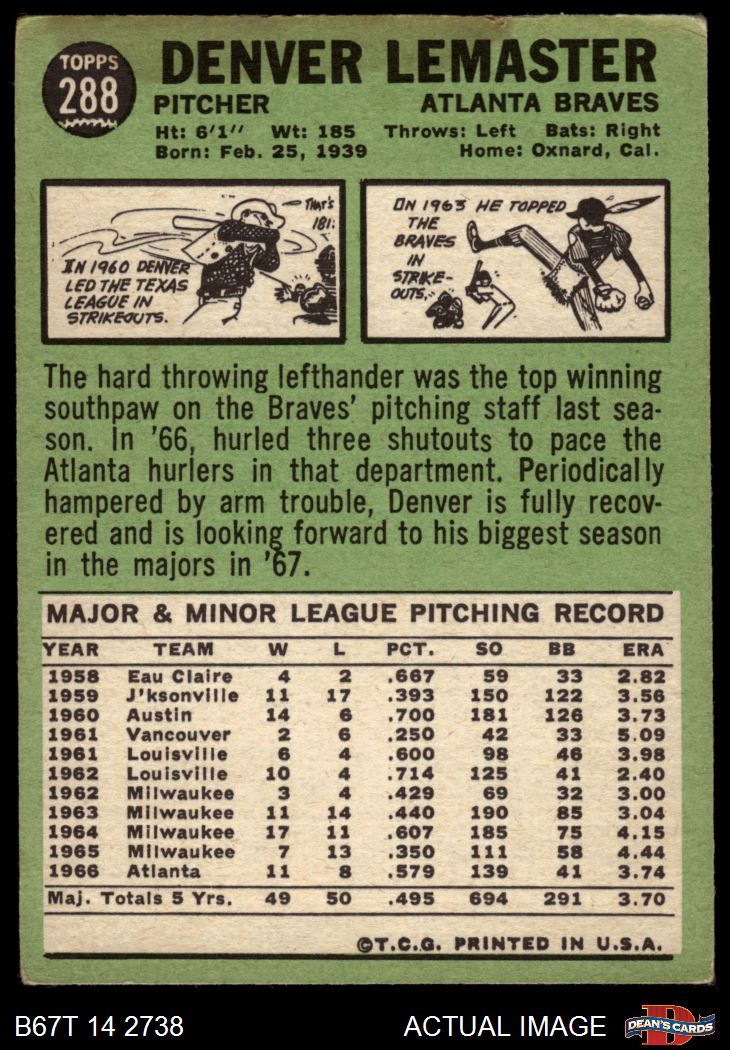 TOPPS
288
DENVER LEMASTER
PITCHER ATLANTA BRAVES
Ht: 6'1" Wt: 185 Throws: Left Bats: Right
Born: Feb. 25, 1939 Home: Oxnard, Cal.
THAT'S
181.
IN 1960 DENVER
LED THE TEXAS
LEAGUE IN
STRIKEOUTS.
ON 1963 HE TOPPED
THE
BRAVES
IN
STRIKE-
OUTS.
The hard throwing lefthander was the top winning
southpaw on the Braves' pitching staff last sea-
son. In '66, hurled three shutouts to pace the
Atlanta hurlers in that department. Periodically
hampered by arm trouble, Denver is fully recov-
ered and is looking forward to his biggest season
in the majors in '67.
MAJOR & MINOR LEAGUE PITCHING RECORD
YEAR TEAM W L PCT. SO BB ERA
1958 Eau Claire 4 2 .667 59 33 2.82
1959 J'ksonville 11 17 .393 150 122 3.56
1960 Austin 14 6 .700 181 126 3.73
1961 Vancouver 2 6 .250 42 33 5.09
1961 Louisville 6 4 .600 98 46 3.98
1962 Louisville 10 4 .714 125 41 2.40
1962 Milwaukee 3 4 .429 69 32 3.00
1963 Milwaukee 11 14 .440 190 85 3.04
1964 Milwaukee 17 11 .607 185 75 4.15
1965 Milwaukee 7 13 .350 111 58 4.44
1966 Atlanta 11 8 .579 139 41 3.74
Maj. Totals 5 Yrs. 49 50 .495 694 291 3.70
©T.C.G. PRINTED IN U.S.A.
B67T 14 2738 ACTUAL IMAGE
D
DEAN'S CARDS